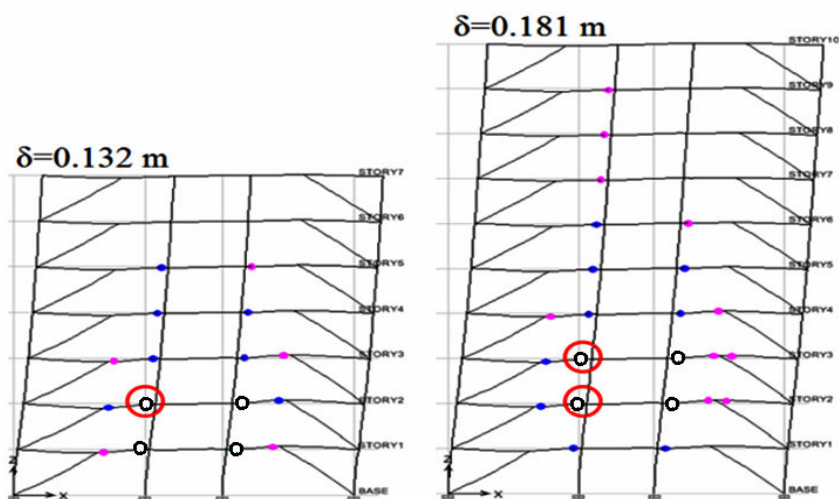 δ=0.132 m
STORY7
STORY6
STORY5
STORY4
STORY3
STORY2
STORY1
BASE
Z
X
δ=0.181 m
STORY10
STORY9
STORY8
STORY7
STORY6
STORY5
STORY4
STORY3
STORY2
STORY1
BASE
Z
X